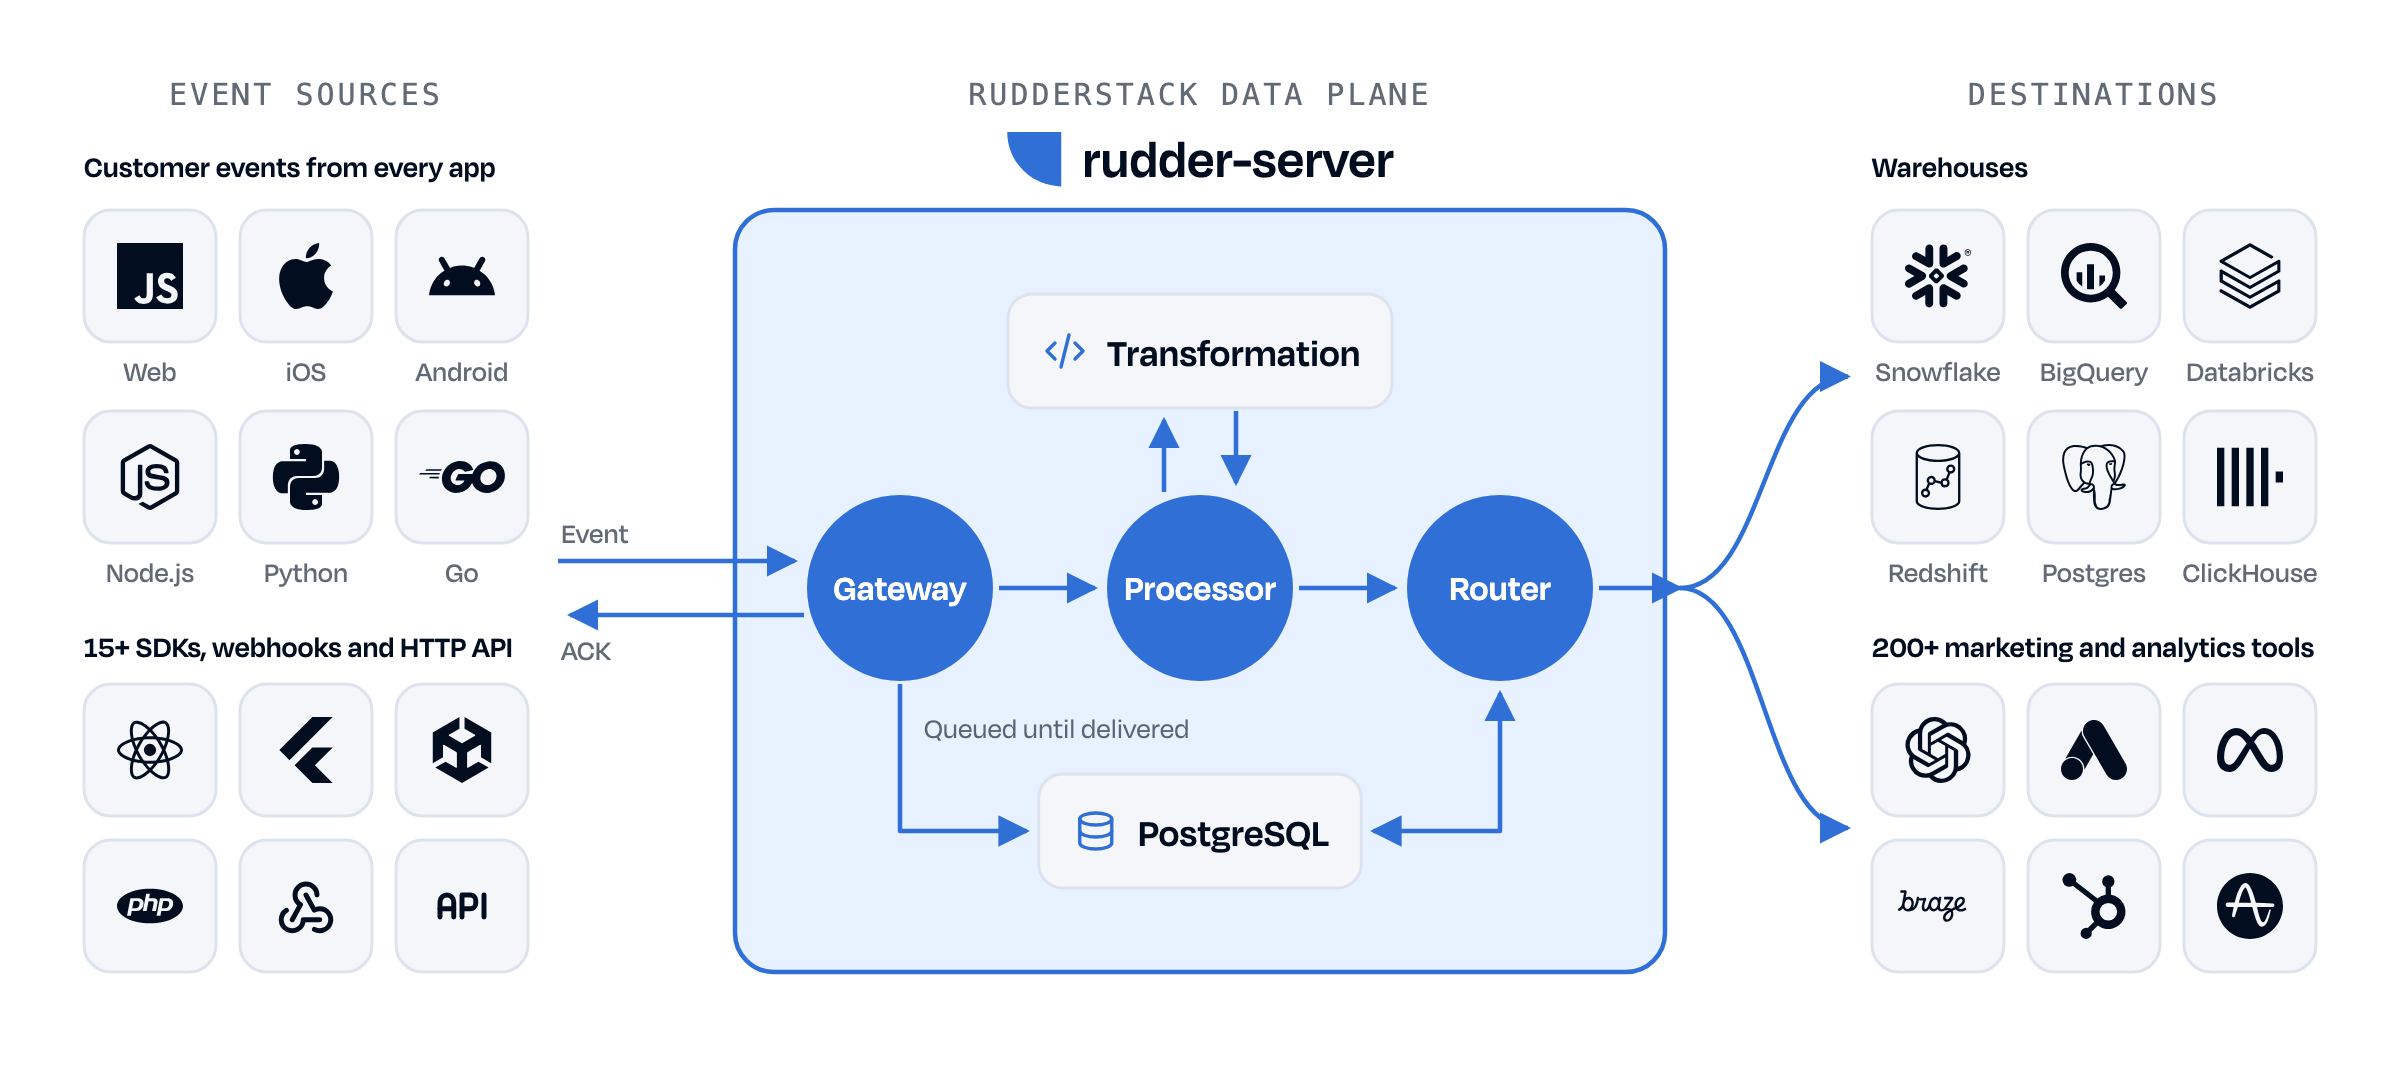 EVENT SOURCES
Customer events from every app
JS
Web
iOS
Android
JS
GO
Node.js
Python
Go
15+ SDKs, webhooks and HTTP API
php
API
Event
ACK
RUDDERSTACK DATA PLANE
rudder-server
</> Transformation
Gateway
Processor
Router
Queued until delivered
PostgreSQL
DESTINATIONS
Warehouses
®
Snowflake
BigQuery
Databricks
Redshift
Postgres
ClickHouse
200+ marketing and analytics tools
braze